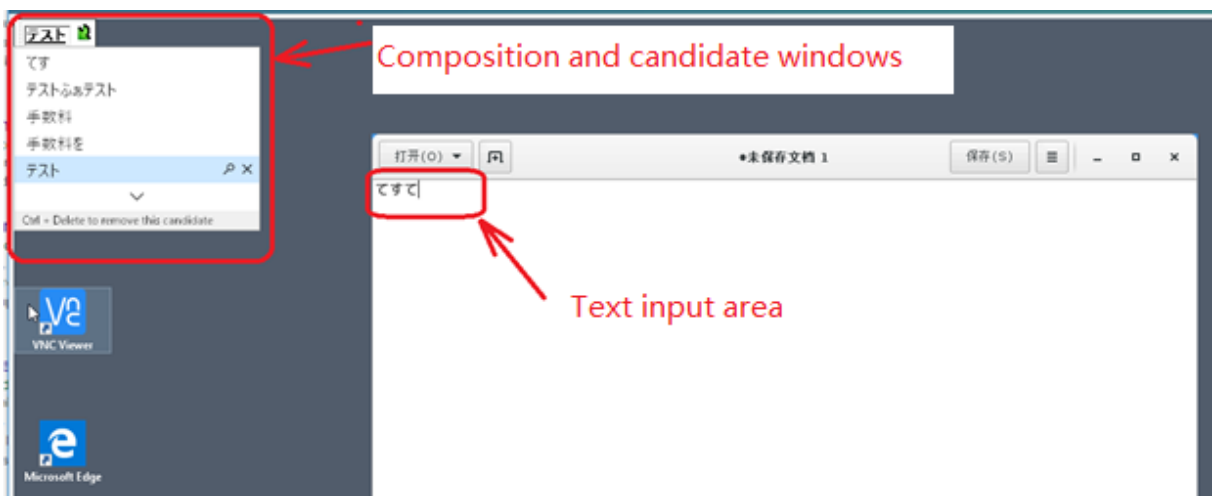 テスト
Composition and candidate windows
てす
テストふぁテスト
手数料
手数料を
テスト
Ctrl + Delete to remove this candidate
打开(O)
•未保存文档 1
保存(S)
てすて
Text input area
VNC Viewer
Microsoft Edge